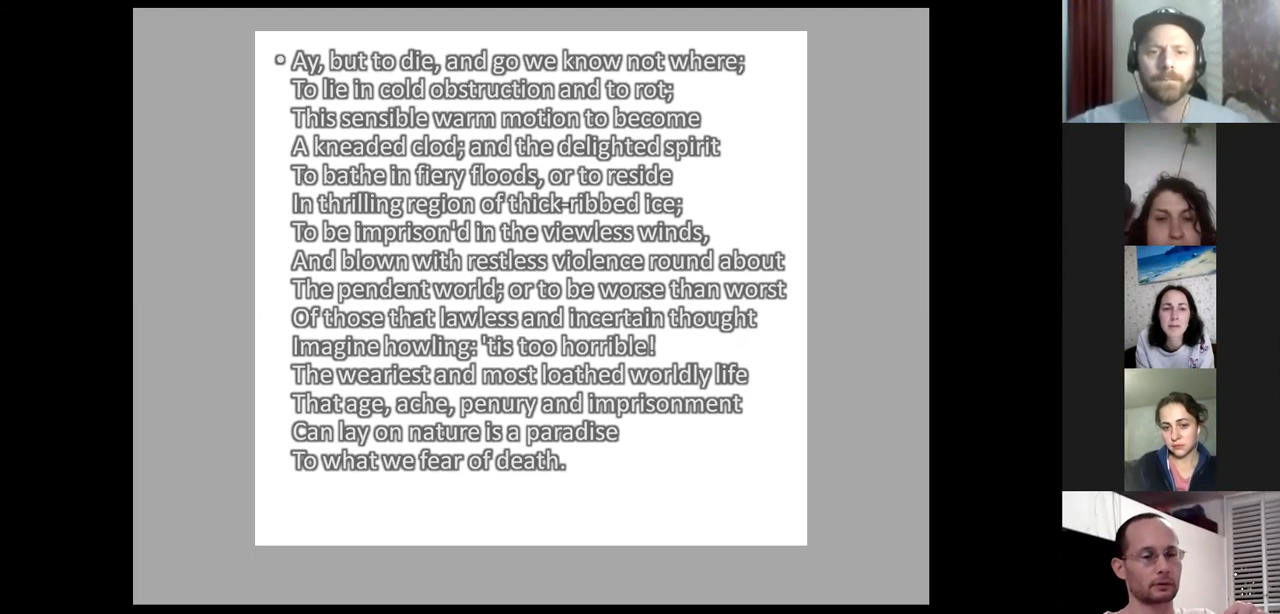 • Ay, but to die, and go we know not where;
To lie in cold obstruction and to rot;
This sensible warm motion to become
A kneaded clod; and the delighted spirit
To bathe in fiery floods, or to reside
In thrilling region of thick-ribbed ice;
To be imprison'd in the viewless winds,
And blown with restless violence round about
The pendent world; or to be worse than worst
Of those that lawless and incertain thought
Imagine howling: 'tis too horrible!
The weariest and most loathed worldly life
That age, ache, penury and imprisonment
Can lay on nature is a paradise
To what we fear of death.